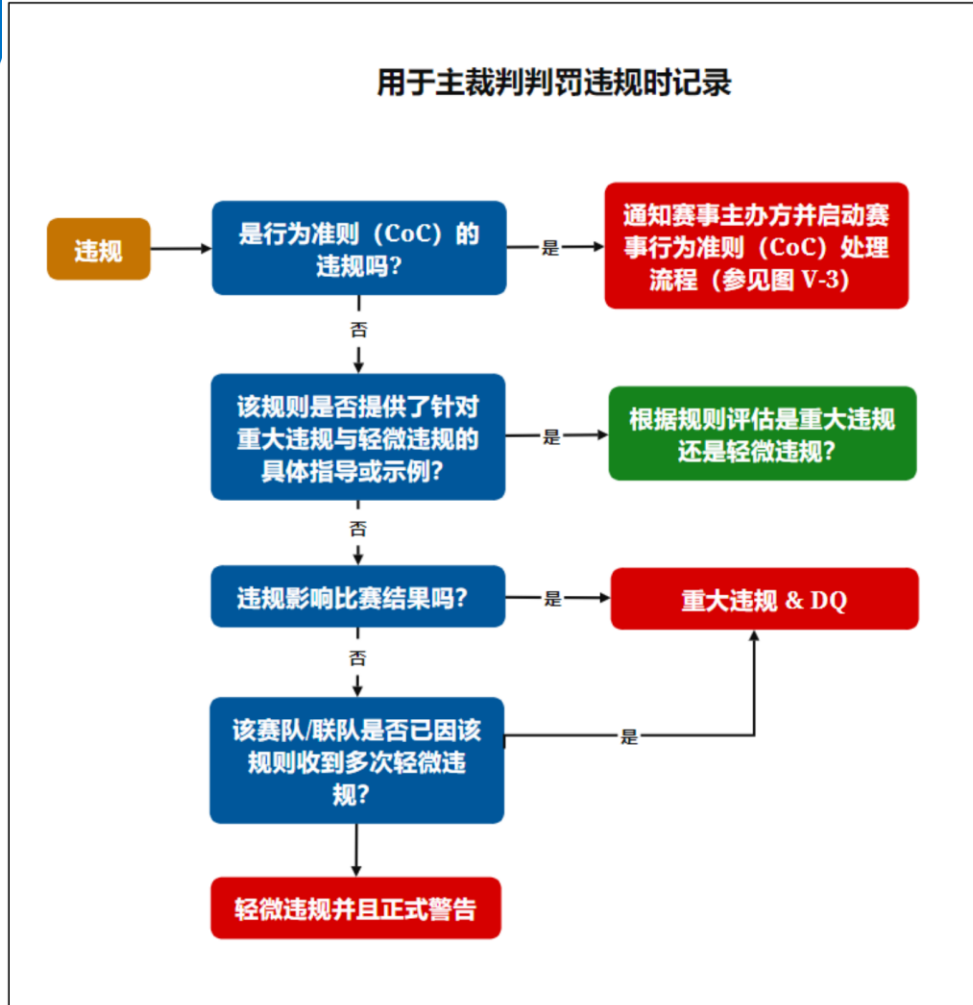 用于主裁判判罚违规时记录
违规
是行为准则（CoC）的
违规吗？
是
通知赛事主办方并启动赛
事行为准则（CoC）处理
流程（参见图 V-3）
否
该规则是否提供了针对
重大违规与轻微违规的
具体指导或示例？
是
根据规则评估是重大违规
还是轻微违规？
否
违规影响比赛结果吗？
是
重大违规 & DQ
否
该赛队/联队是否已因该
规则收到多次轻微违
规？
是
轻微违规并且正式警告